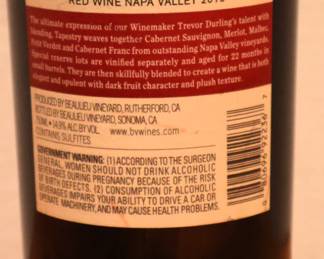 RED WINE NAPA VALLEY
The ultimate expression of our Winemaker Trevor Durling's talent with
blending, Tapestry weaves together Cabernet Sauvignon, Merlot, Malbec,
Petit Verdot and Cabernet Franc from outstanding Napa Valley vineyards.
Special reserve lots are vinified separately and aged for 22 months in
small barrels. They are then skillfully blended to create a wine that is both
elegant and opulent with dark fruit character and plush texture.
PRODUCED BY BEAULIEU VINEYARD, RUTHERFORD, CA
BOTTLED BY BEAULIEU VINEYARD, SONOMA, CA
750ML • 14.8% ALC. BY VOL. www.bvwines.com
CONTAINS SULFITES
GOVERNMENT WARNING: (1) ACCORDING TO THE SURGEON
GENERAL, WOMEN SHOULD NOT DRINK ALCOHOLIC
BEVERAGES DURING PREGNANCY BECAUSE OF THE RISK
OF BIRTH DEFECTS. (2) CONSUMPTION OF ALCOHOLIC
BEVERAGES IMPAIRS YOUR ABILITY TO DRIVE A CAR OR
OPERATE MACHINERY, AND MAY CAUSE HEALTH PROBLEMS.